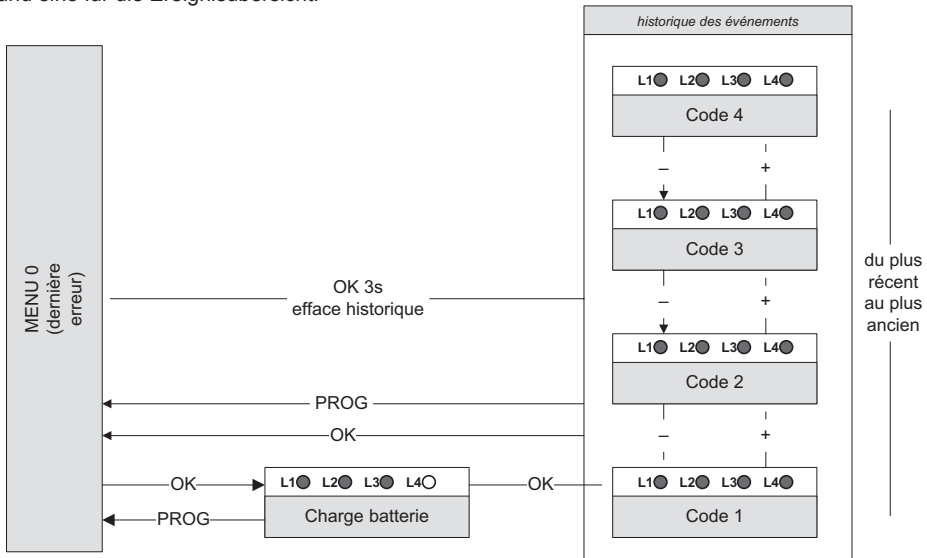 und eine für die Ereignisübersicht.
historique des événements
L1 L2 L3 L4
Code 4
– +
L1 L2 L3 L4
Code 3
– +
L1 L2 L3 L4
Code 2
– +
L1 L2 L3 L4
Code 1
du plus
récent
au plus
ancien
MENU 0
(dernière
erreur)
OK 3s
efface historique
PROG
OK
OK
L1 L2 L3 L4
Charge batterie
OK
PROG